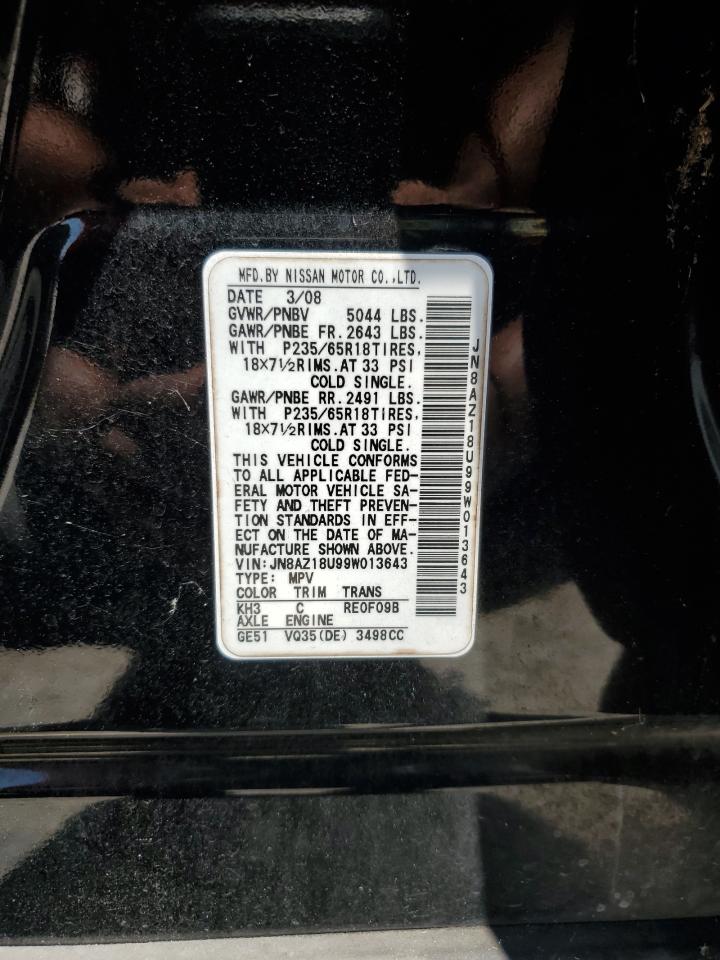 MFD.BY NISSAN MOTOR CO.,LTD.
DATE 3/08
GVWR/PNBV 5044 LBS.
GAWR/PNBE FR. 2643 LBS.
WITH P235/65R18TIRES,
18X7½RIMS.AT 33 PSI
COLD SINGLE.
GAWR/PNBE RR. 2491 LBS.
WITH P235/65R18TIRES,
18X7½RIMS.AT 33 PSI
COLD SINGLE.
THIS VEHICLE CONFORMS
TO ALL APPLICABLE FED-
ERAL MOTOR VEHICLE SA-
FETY AND THEFT PREVEN-
TION STANDARDS IN EFF-
ECT ON THE DATE OF MA-
NUFACTURE SHOWN ABOVE.
VIN:JN8AZ18U99W013643
TYPE: MPV
COLOR TRIM TRANS
KH3 C RE0F09B
AXLE ENGINE
GE51 VQ35(DE) 3498CC
JN8AZ18U99W013643